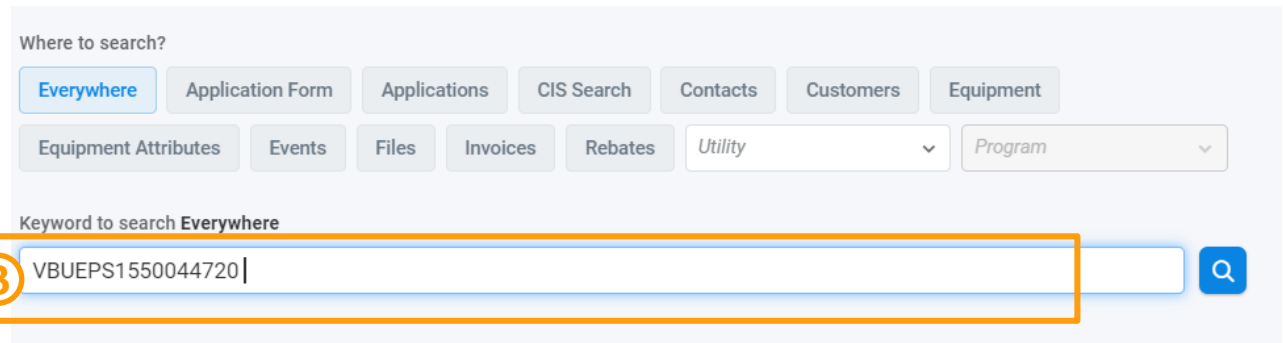 Where to search?
Everywhere Application Form Applications CIS Search Contacts Customers Equipment
Equipment Attributes Events Files Invoices Rebates Utility Program
Keyword to search Everywhere
VBUEPS1550044720